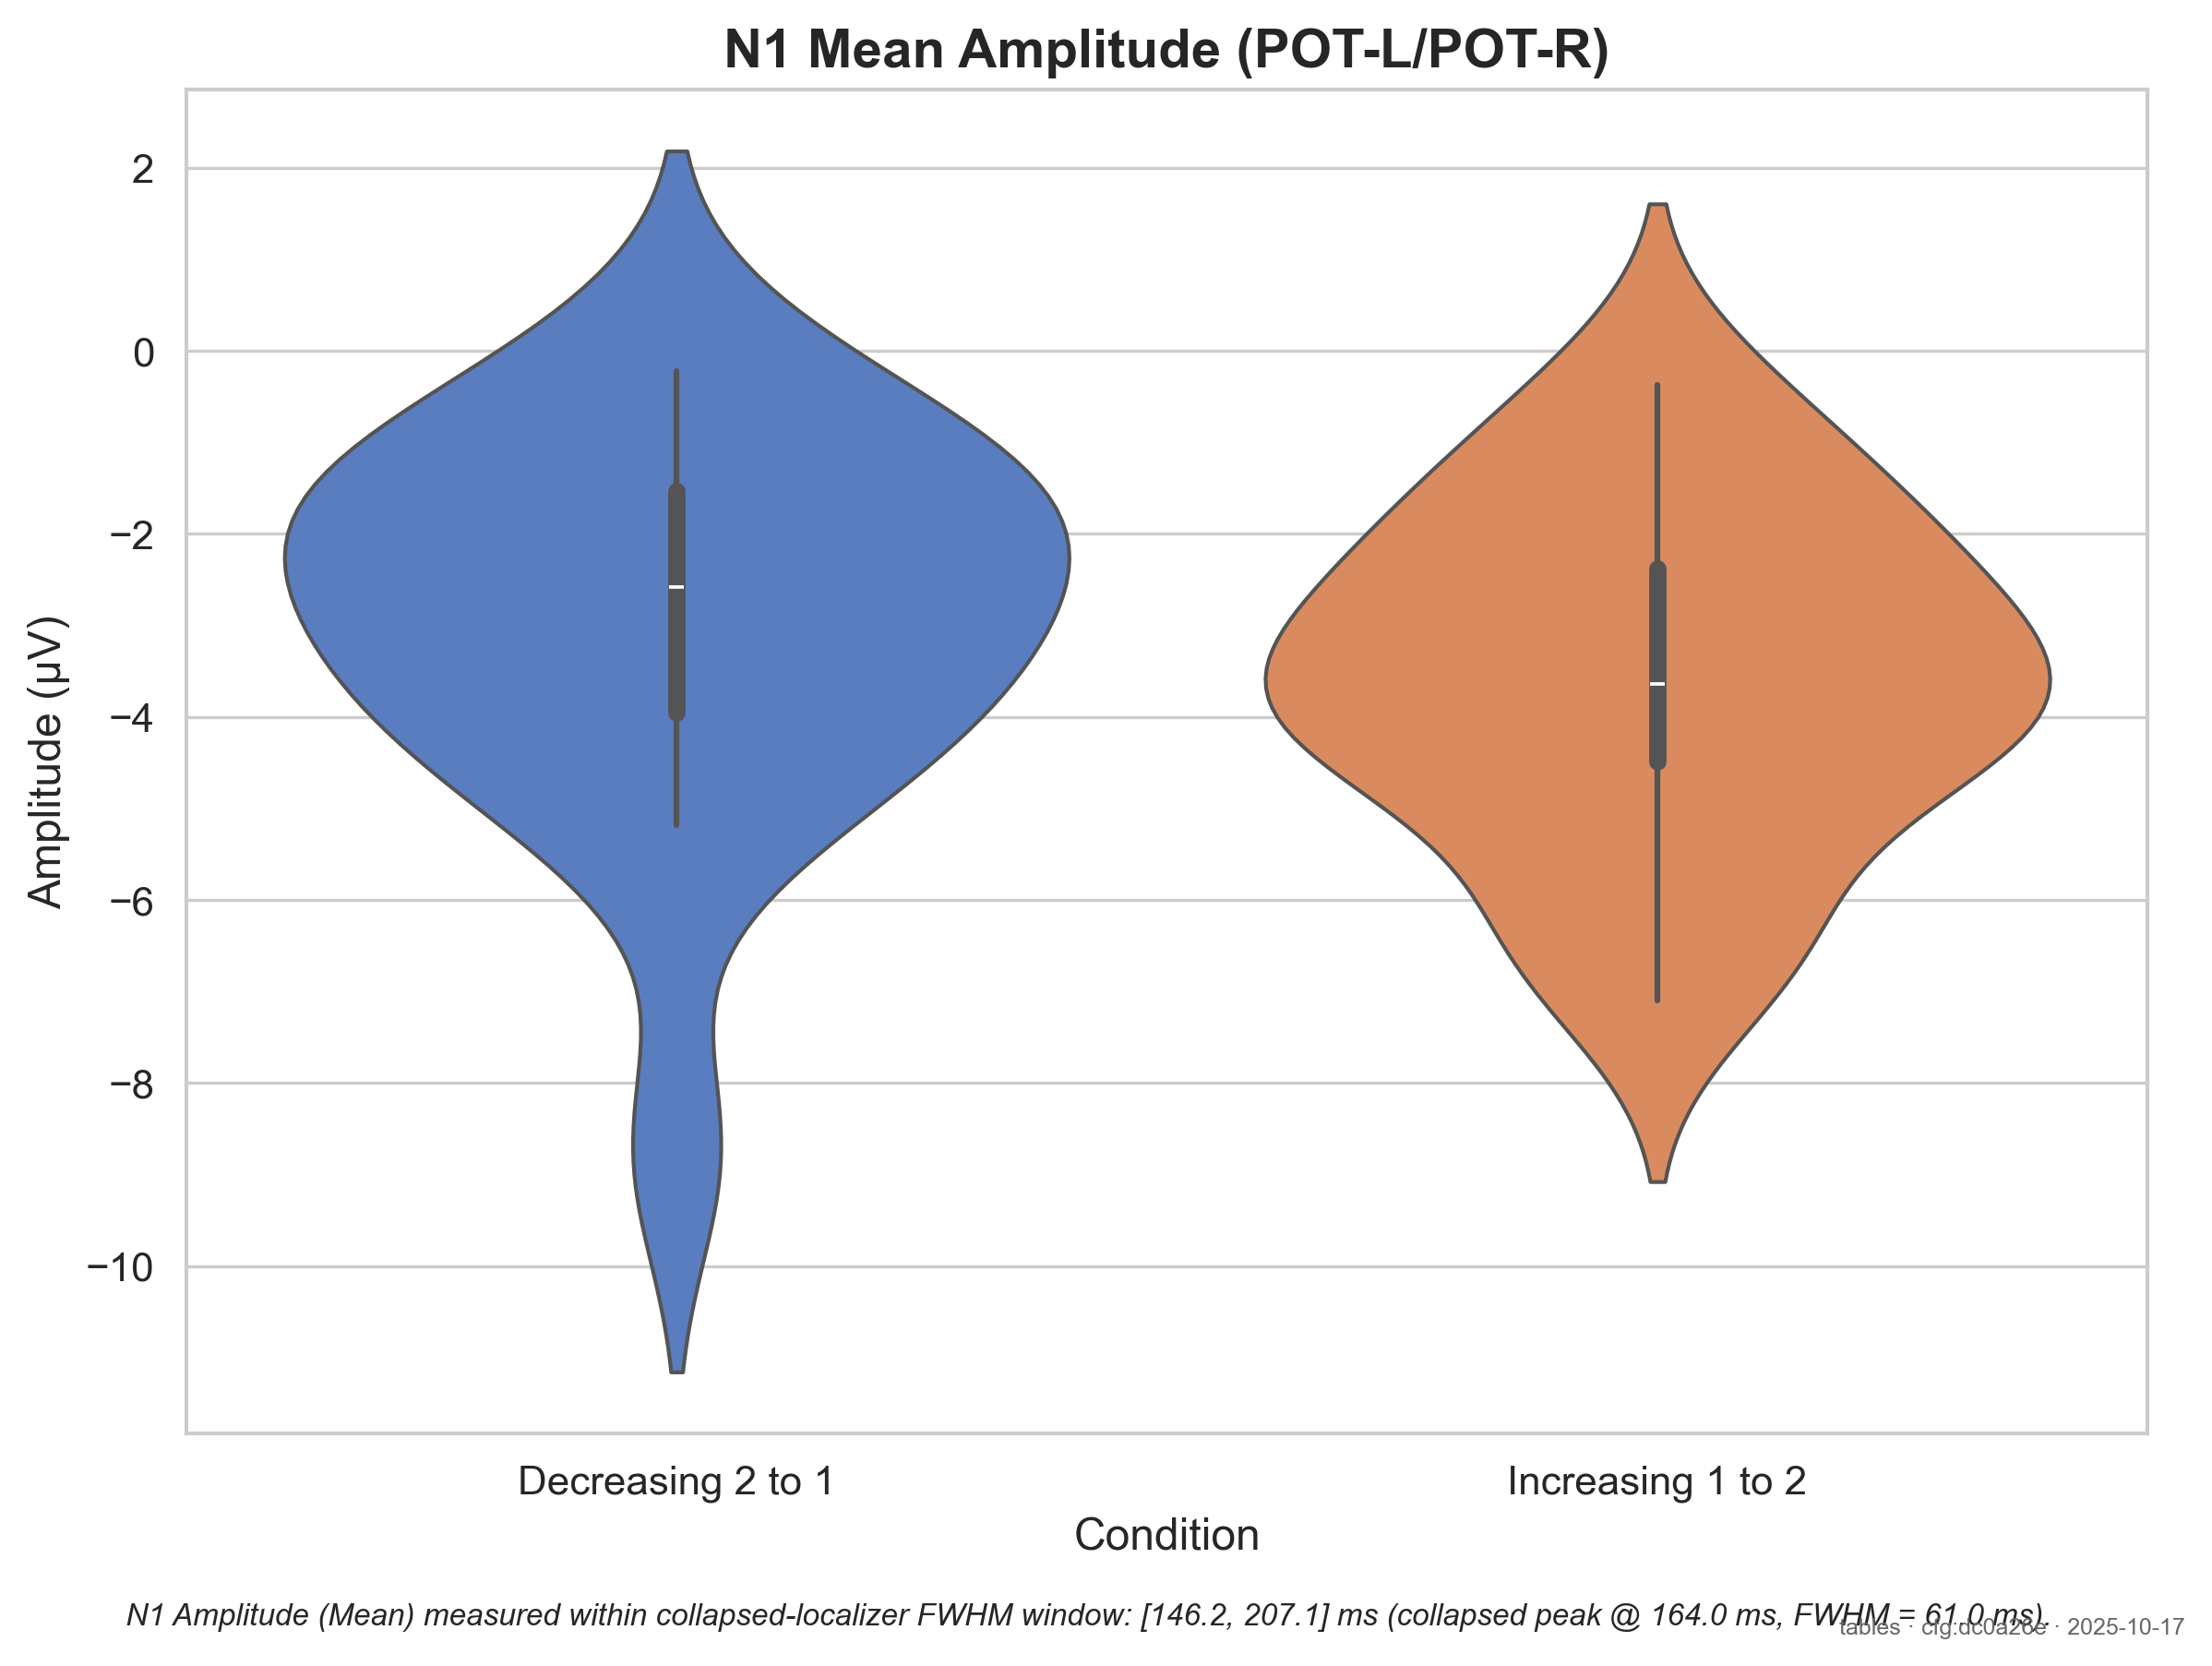 N1 Mean Amplitude (POT-L/POT-R)
Amplitude (µV)
2
0
−2
−4
−6
−8
−10
Decreasing 2 to 1
Increasing 1 to 2
Condition
N1 Amplitude (Mean) measured within collapsed-localizer FWHM window: [146.2, 207.1] ms (collapsed peak @ 164.0 ms, FWHM = 61.0 ms).
tables · cfg:dc0a26e · 2025-10-17